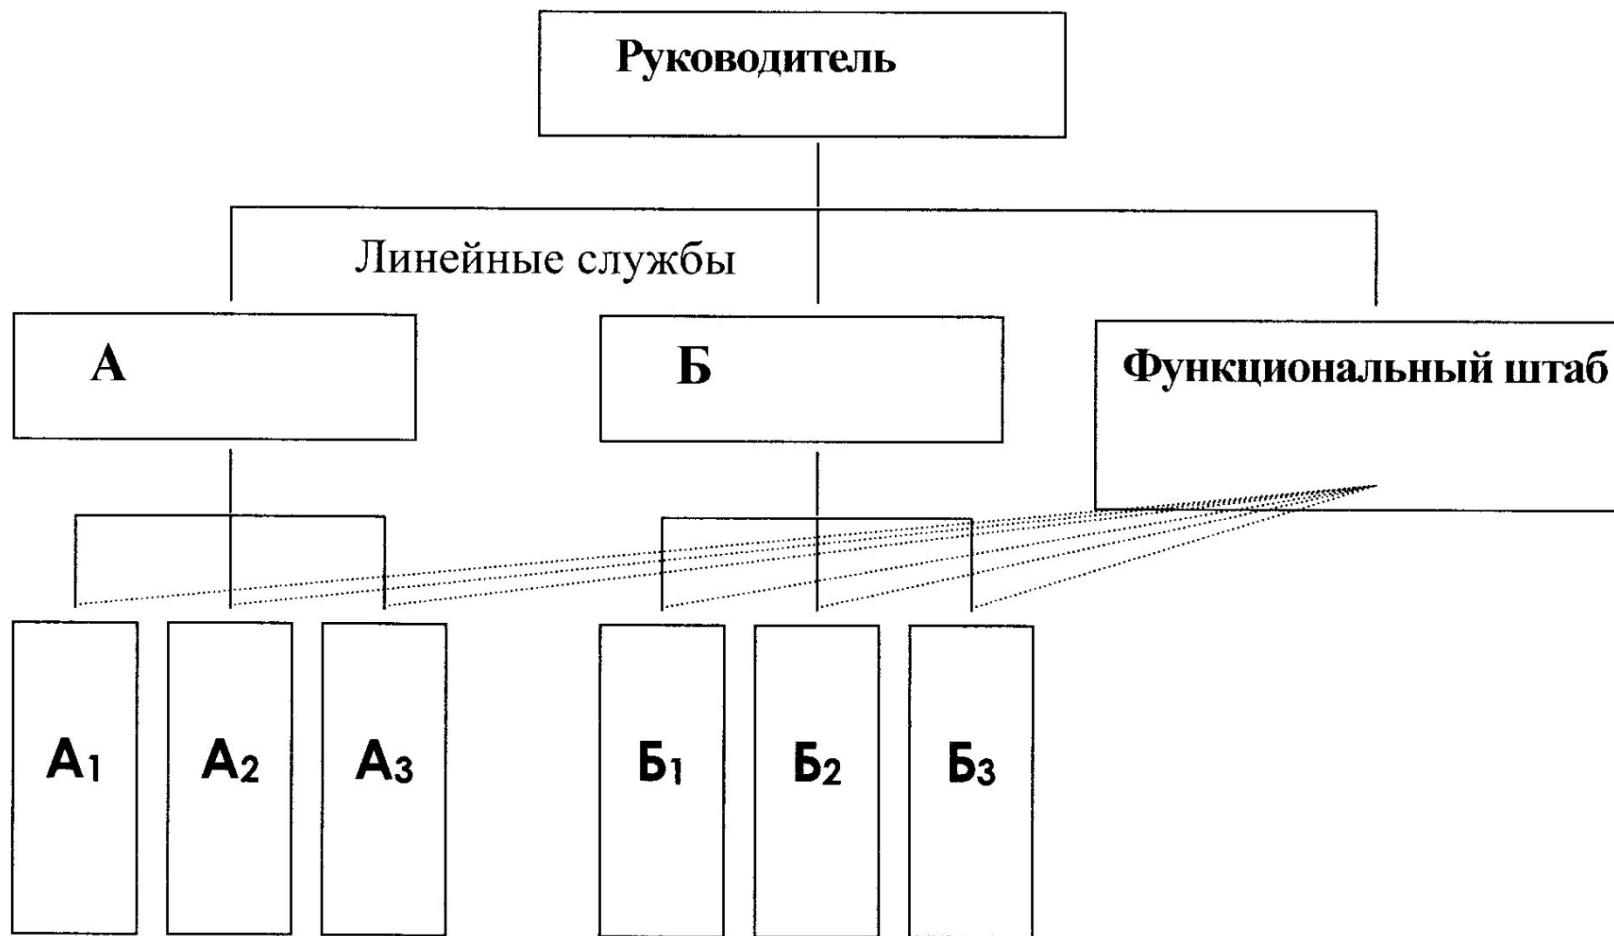 Руководитель
Линейные службы
А
Б
Функциональный штаб
А1
А2
А3
Б1
Б2
Б3